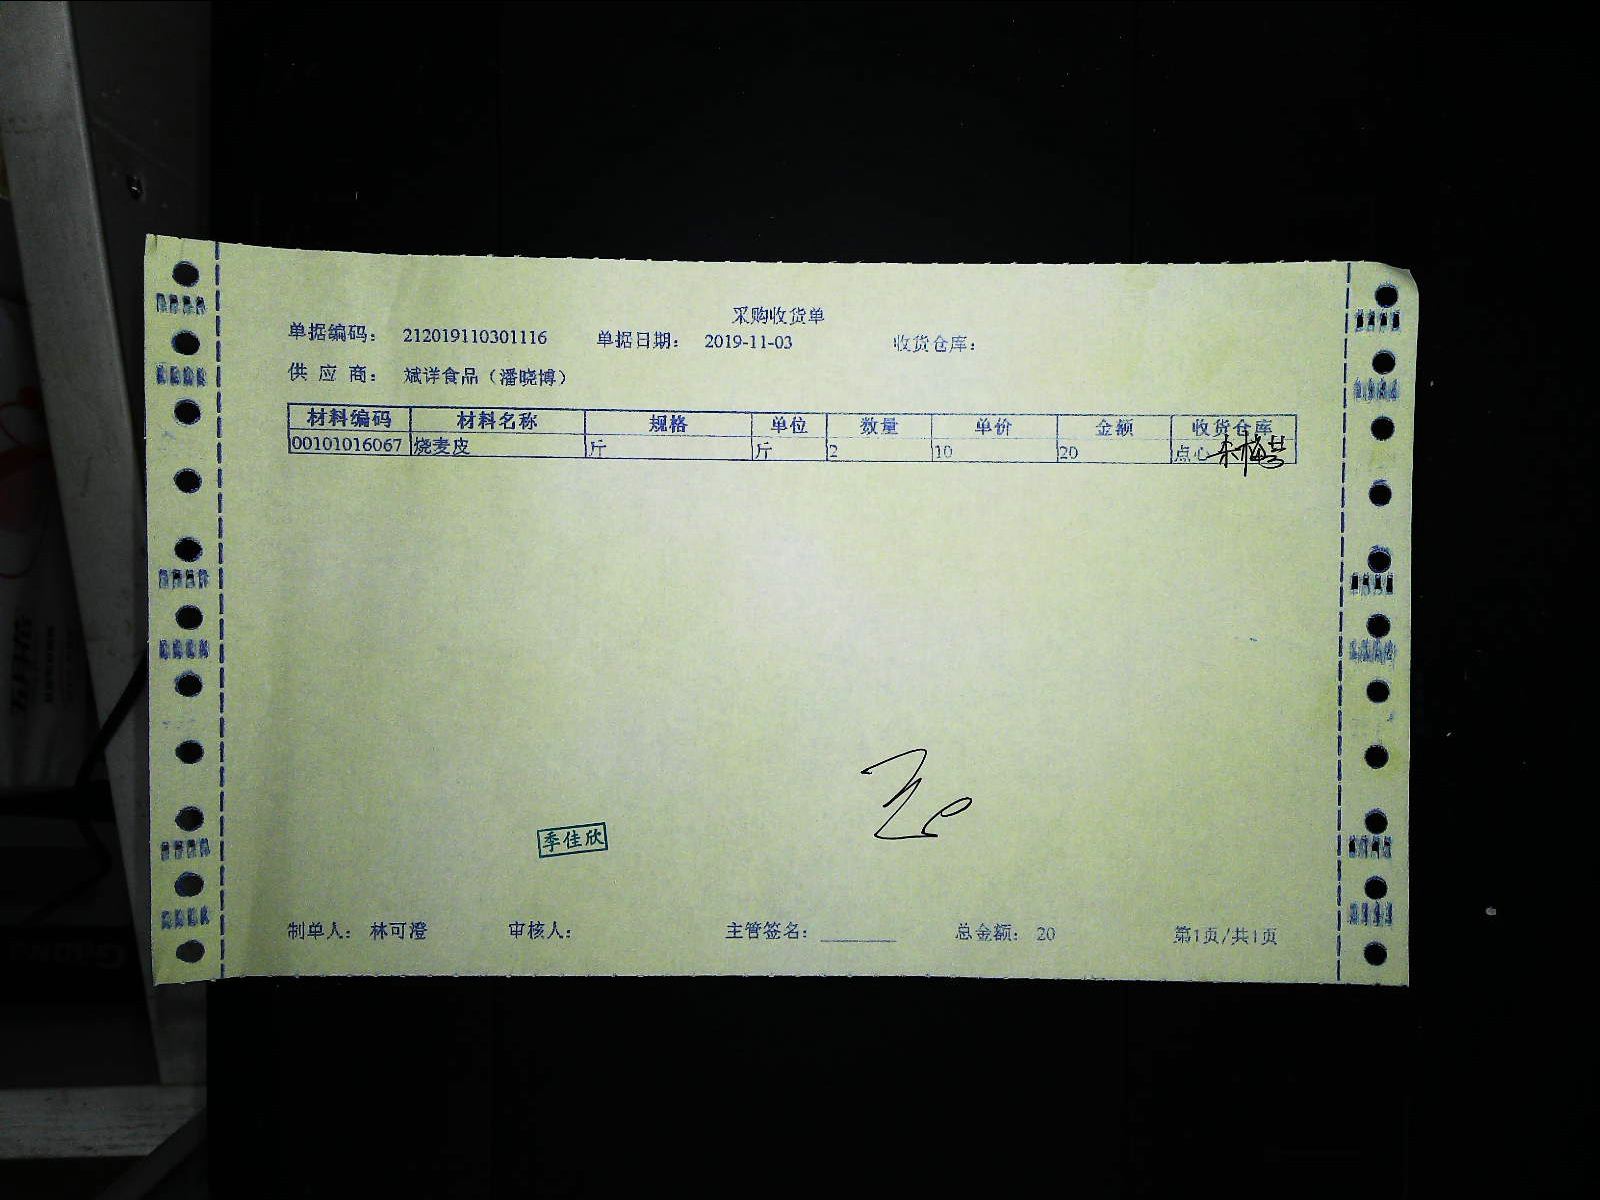 采购收货单
单据编码： 212019110301116 单据日期： 2019-11-03 收货仓库：
供 应 商： 斌详食品（潘晓博）
材料编码 材料名称 规格 单位 数量 单价 金额 收货仓库
00101016067 烧麦皮 斤 斤 2 10 20 点心
季佳欣
制单人： 林可澄 审核人： 主管签名： 总金额： 20 第1页/共1页